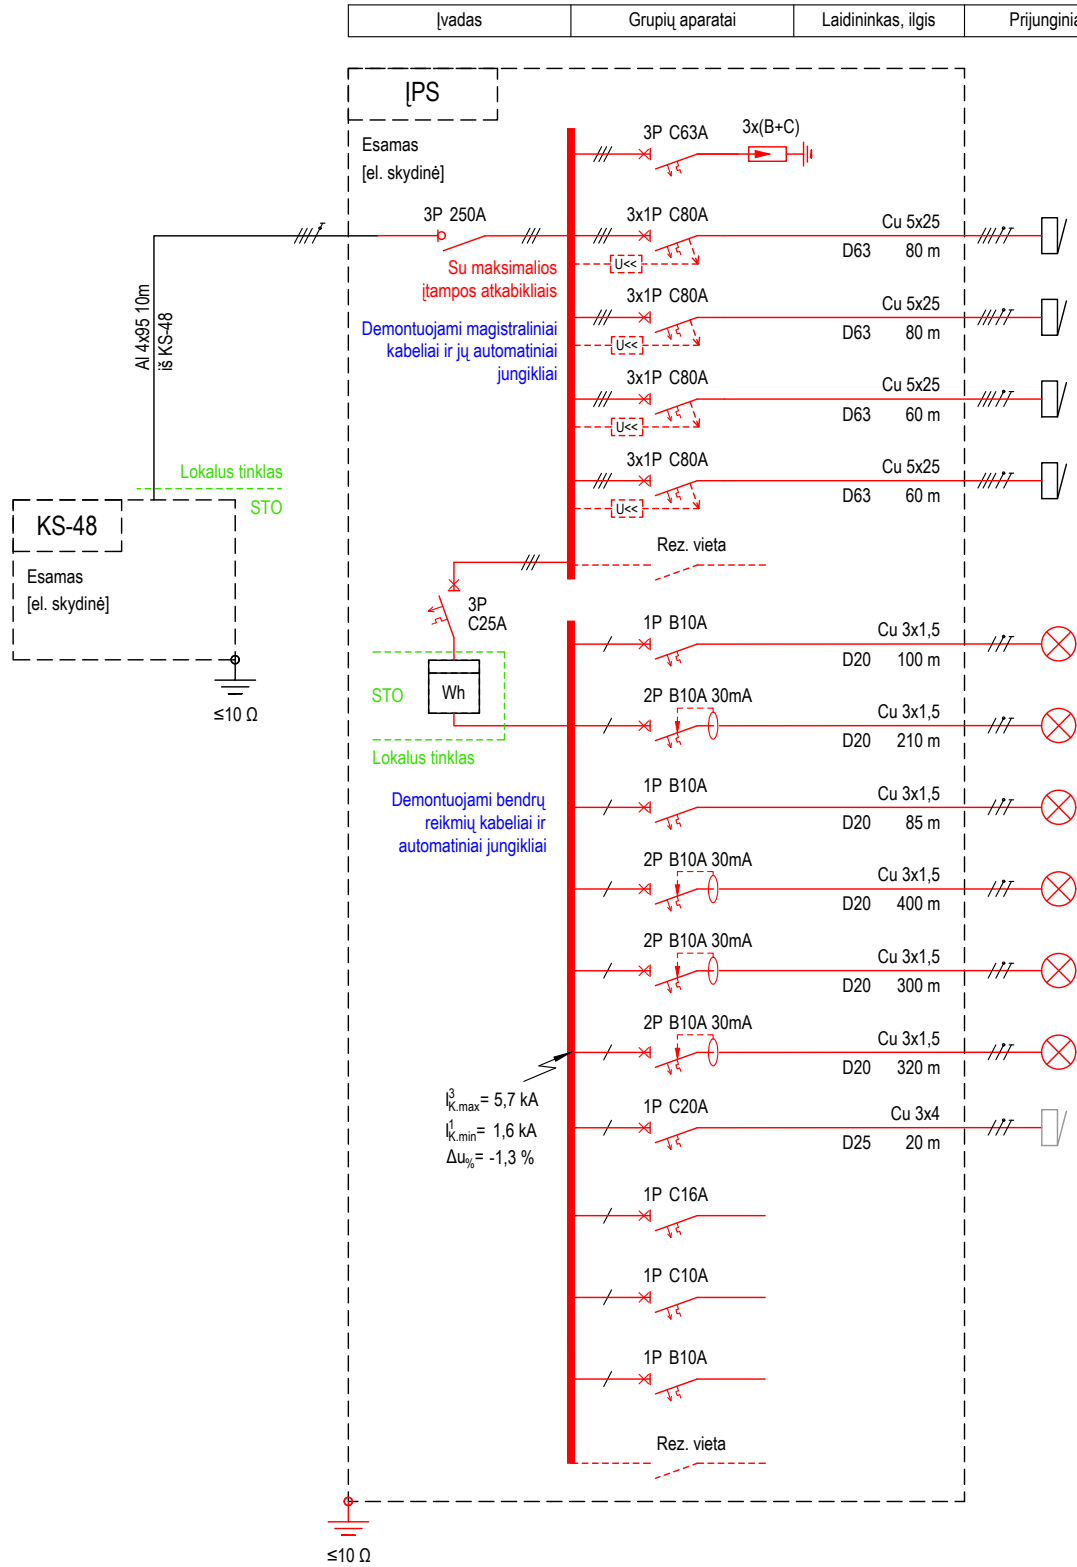 Įvadas
Grupių aparatai
Laidininkas, ilgis
Prijungini
ĮPS
Esamas
[el. skydinė]
3P C63A
3x(B+C)
3P 250A
Su maksimalios
įtampos atkabikliais
Demontuojami magistraliniai
kabeliai ir jų automatiniai
jungikliai
3x1P C80A
U<<
Cu 5x25
D63 80 m
3x1P C80A
U<<
Cu 5x25
D63 80 m
3x1P C80A
U<<
Cu 5x25
D63 60 m
3x1P C80A
U<<
Cu 5x25
D63 60 m
Rez. vieta
Al 4x95 10m
iš KS-48
Lokalus tinklas
STO
KS-48
Esamas
[el. skydinė]
≤10 Ω
3P
C25A
STO
Wh
Lokalus tinklas
Demontuojami bendrų
reikmių kabeliai ir
automatiniai jungikliai
1P B10A
Cu 3x1,5
D20 100 m
2P B10A 30mA
Cu 3x1,5
D20 210 m
1P B10A
Cu 3x1,5
D20 85 m
2P B10A 30mA
Cu 3x1,5
D20 400 m
2P B10A 30mA
Cu 3x1,5
D20 300 m
2P B10A 30mA
Cu 3x1,5
D20 320 m
I³K.max= 5,7 kA
I¹K.min= 1,6 kA
Δu%= -1,3 %
1P C20A
Cu 3x4
D25 20 m
1P C16A
1P C10A
1P B10A
Rez. vieta
≤10 Ω